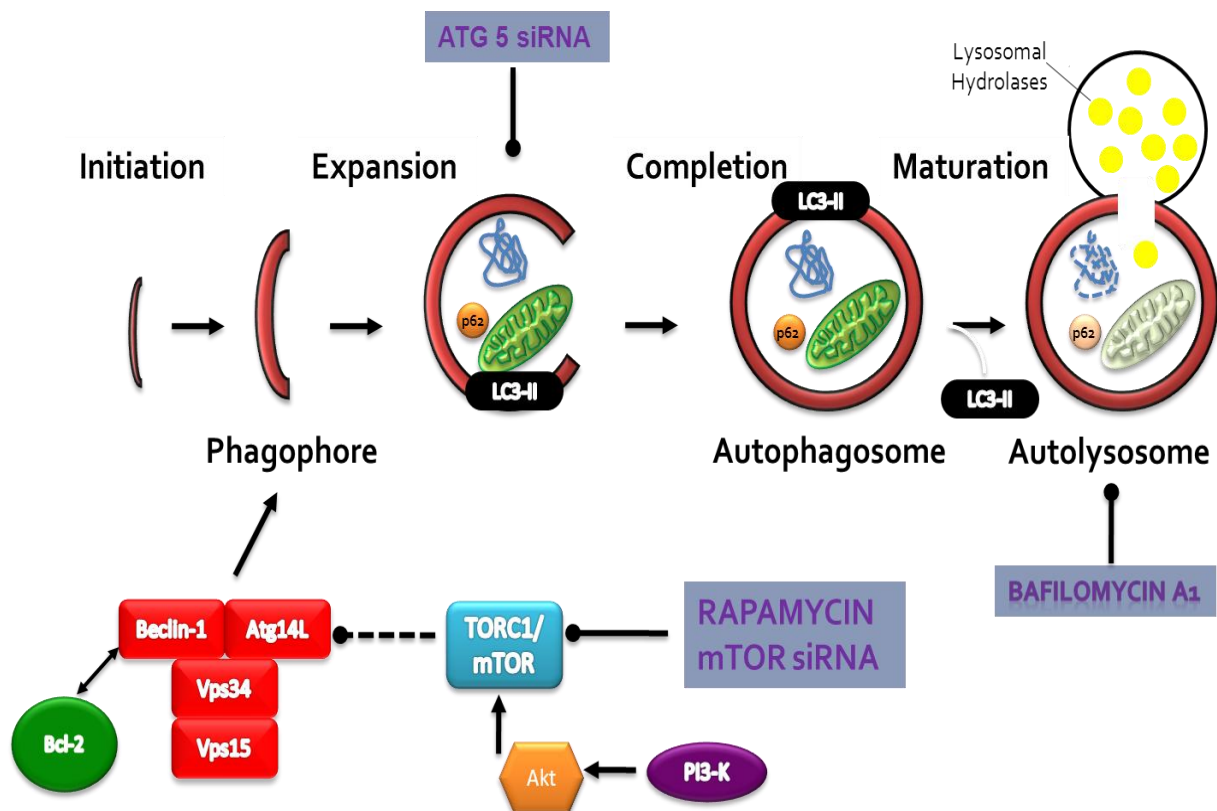 ATG 5 siRNA
Lysosomal
Hydrolases
Initiation
Expansion
Completion
Maturation
LC3-II
p62
LC3-II
p62
LC3-II
p62
Phagophore
Autophagosome
Autolysosome
BAFILOMYCIN A1
Beclin-1
Atg14L
TORC1/
mTOR
RAPAMYCIN
mTOR siRNA
Vps34
Bcl-2
Vps15
Akt
PI3-K